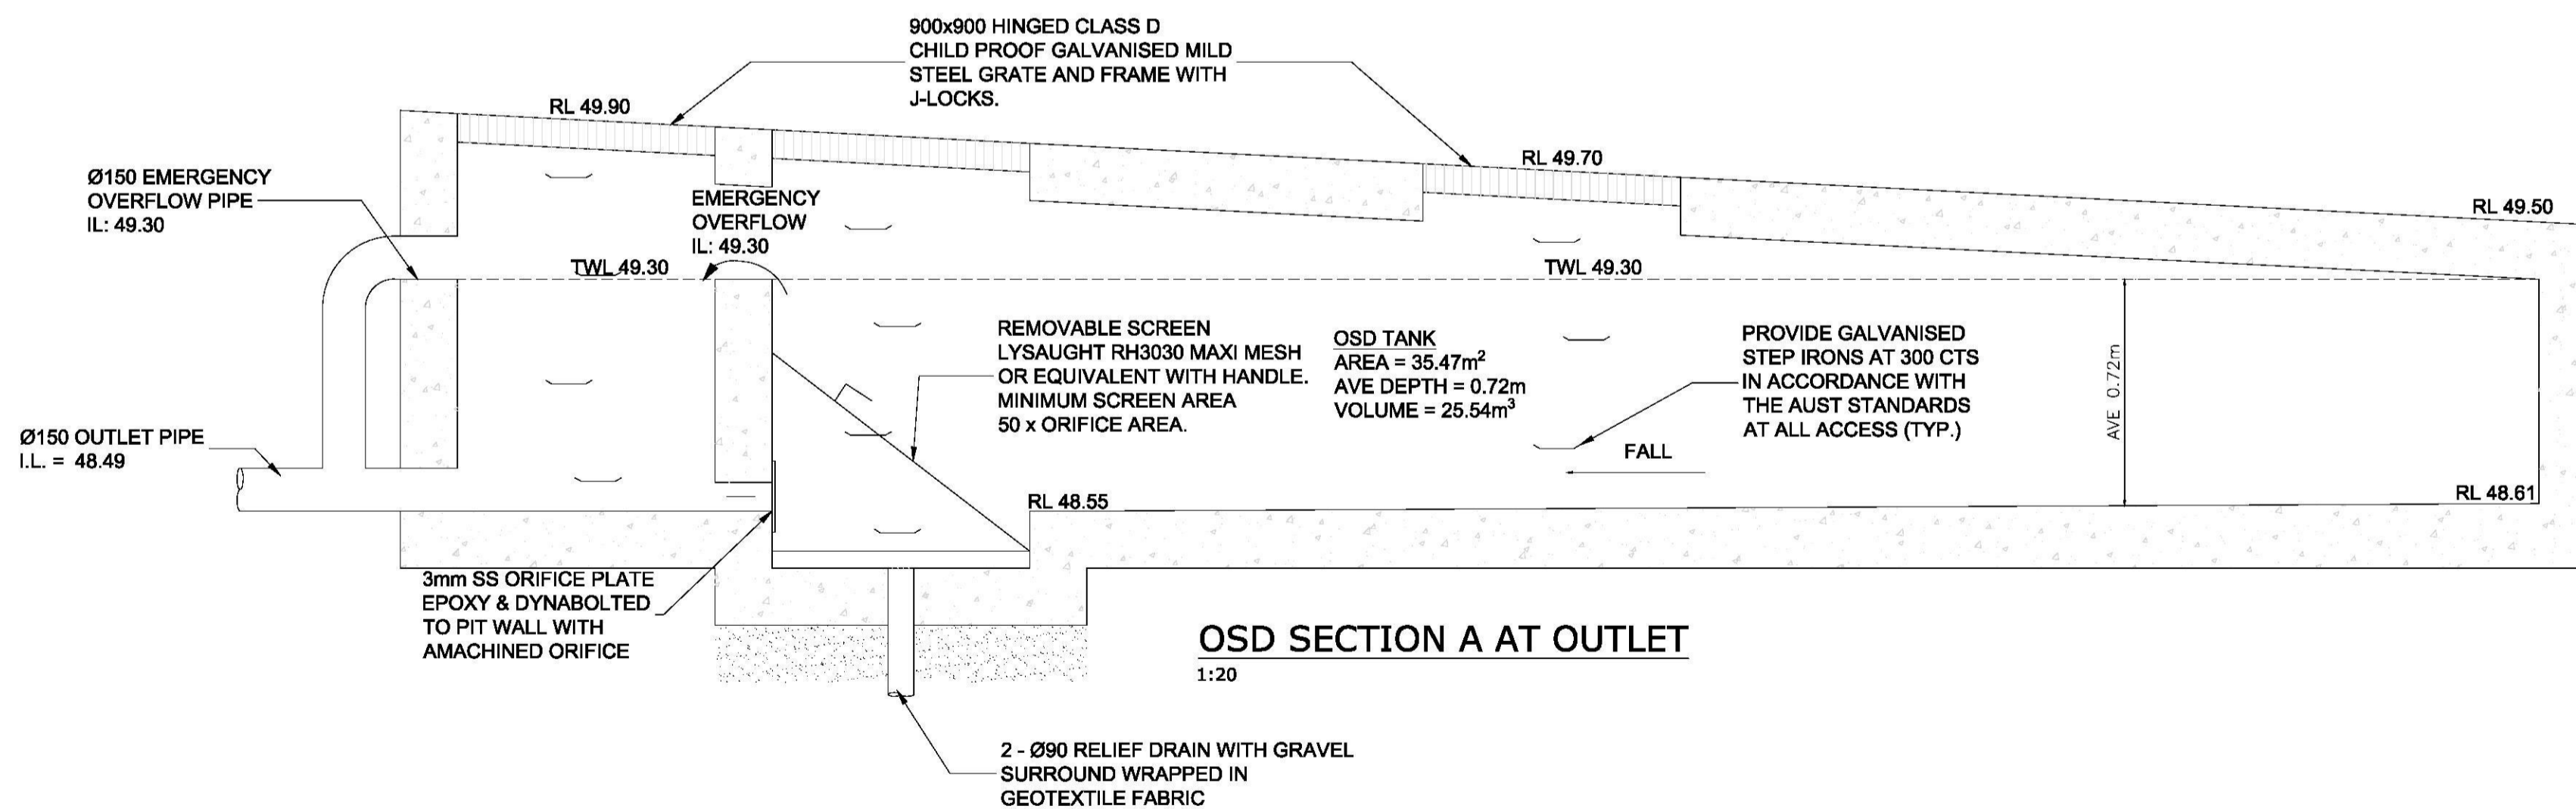 900x900 HINGED CLASS D
CHILD PROOF GALVANISED MILD
STEEL GRATE AND FRAME WITH
J-LOCKS.
RL 49.90
RL 49.70
RL 49.50
Ø150 EMERGENCY
OVERFLOW PIPE
IL: 49.30
EMERGENCY
OVERFLOW
IL: 49.30
TWL 49.30
TWL 49.30
REMOVABLE SCREEN
LYSAUGHT RH3030 MAXI MESH
OR EQUIVALENT WITH HANDLE.
MINIMUM SCREEN AREA
50 x ORIFICE AREA.
OSD TANK
AREA = 35.47m²
AVE DEPTH = 0.72m
VOLUME = 25.54m³
PROVIDE GALVANISED
STEP IRONS AT 300 CTS
IN ACCORDANCE WITH
THE AUST STANDARDS
AT ALL ACCESS (TYP.)
AVE 0.72m
Ø150 OUTLET PIPE
I.L. = 48.49
FALL
RL 48.55
RL 48.61
3mm SS ORIFICE PLATE
EPOXY & DYNABOLTED
TO PIT WALL WITH
AMACHINED ORIFICE
OSD SECTION A AT OUTLET
1:20
2 - Ø90 RELIEF DRAIN WITH GRAVEL
SURROUND WRAPPED IN
GEOTEXTILE FABRIC